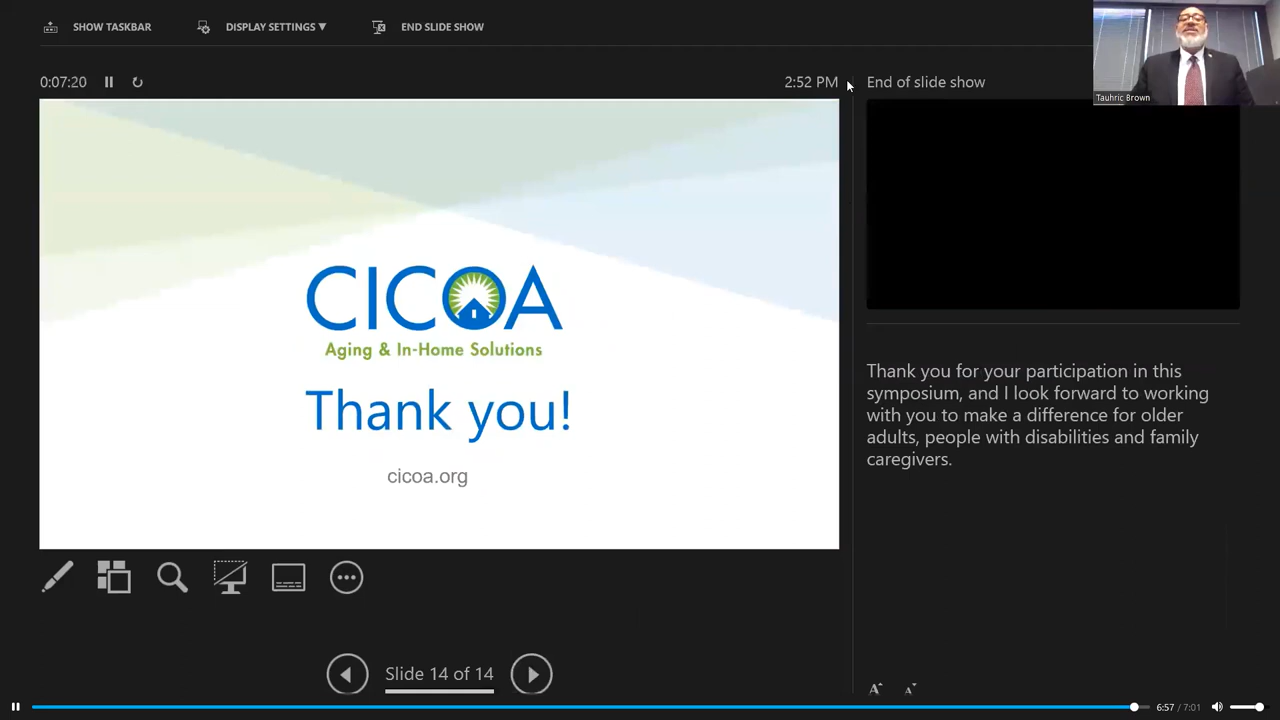 SHOW TASKBAR
DISPLAY SETTINGS ▼
END SLIDE SHOW
0:07:20
2:52 PM
End of slide show
Tauhric Brown
CICOA
Aging & In-Home Solutions
Thank you!
cicoa.org
Thank you for your participation in this
symposium, and I look forward to working
with you to make a difference for older
adults, people with disabilities and family
caregivers.
Slide 14 of 14
A A
6:57 / 7:01